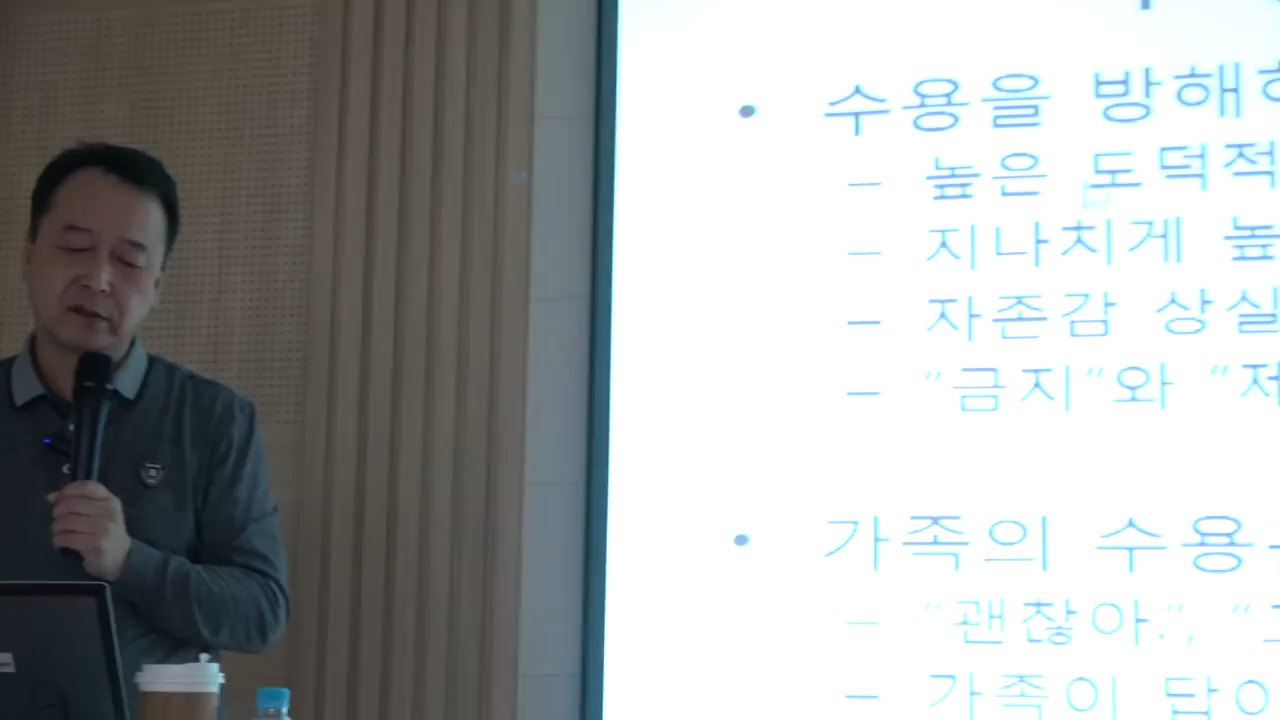 • 수용을 방해하
– 높은 도덕적
– 지나치게 높
– 자존감 상실
– “금지”와 “제
• 가족의 수용
– “괜찮아.”, “
– 가족이 답이